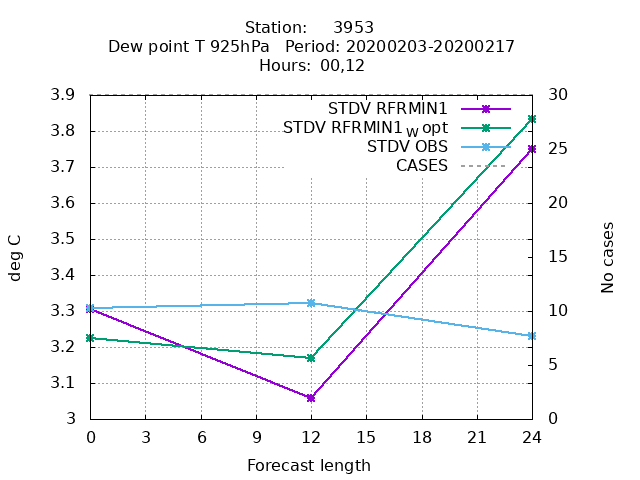 Station: 3953
Dew point T 925hPa Period: 20200203-20200217
Hours: 00,12
STDV RFRMIN1
STDV RFRMIN1w opt
STDV OBS
CASES
3.9
3.8
3.7
3.6
3.5
3.4
3.3
3.2
3.1
3
deg C
30
25
20
15
10
5
0
No cases
0 3 6 9 12 15 18 21 24
Forecast length